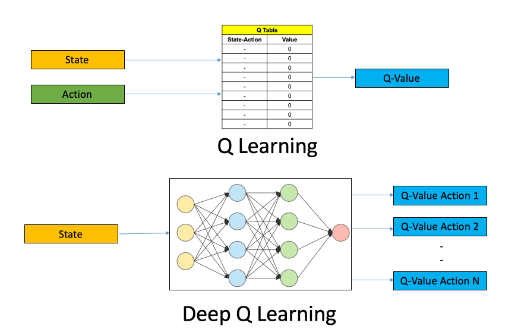 Q Table
State-Action Value
- 0
- 0
- 0
- 0
- 0
- 0
- 0
- 0
- 0
State
Action
Q-Value
Q Learning
State
Q-Value Action 1
Q-Value Action 2
-
-
Q-Value Action N
Deep Q Learning